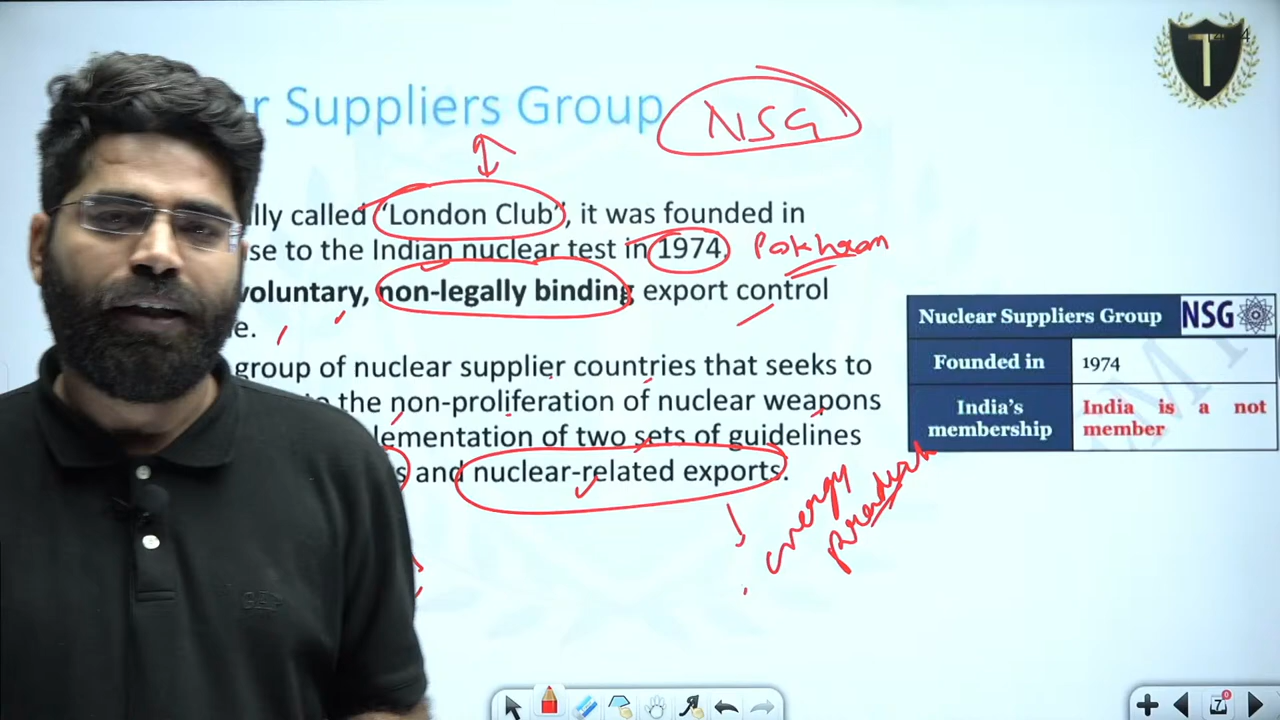 r Suppliers Group NSG
lly called 'London Club', it was founded in
se to the Indian nuclear test in 1974. Pokhran
voluntary, non-legally binding export control
e.
group of nuclear supplier countries that seeks to
the non-proliferation of nuclear weapons
lementation of two sets of guidelines
s and nuclear-related exports.
energy
Nuclear Suppliers Group NSG
Founded in 1974
India's membership India is a not member
T
7